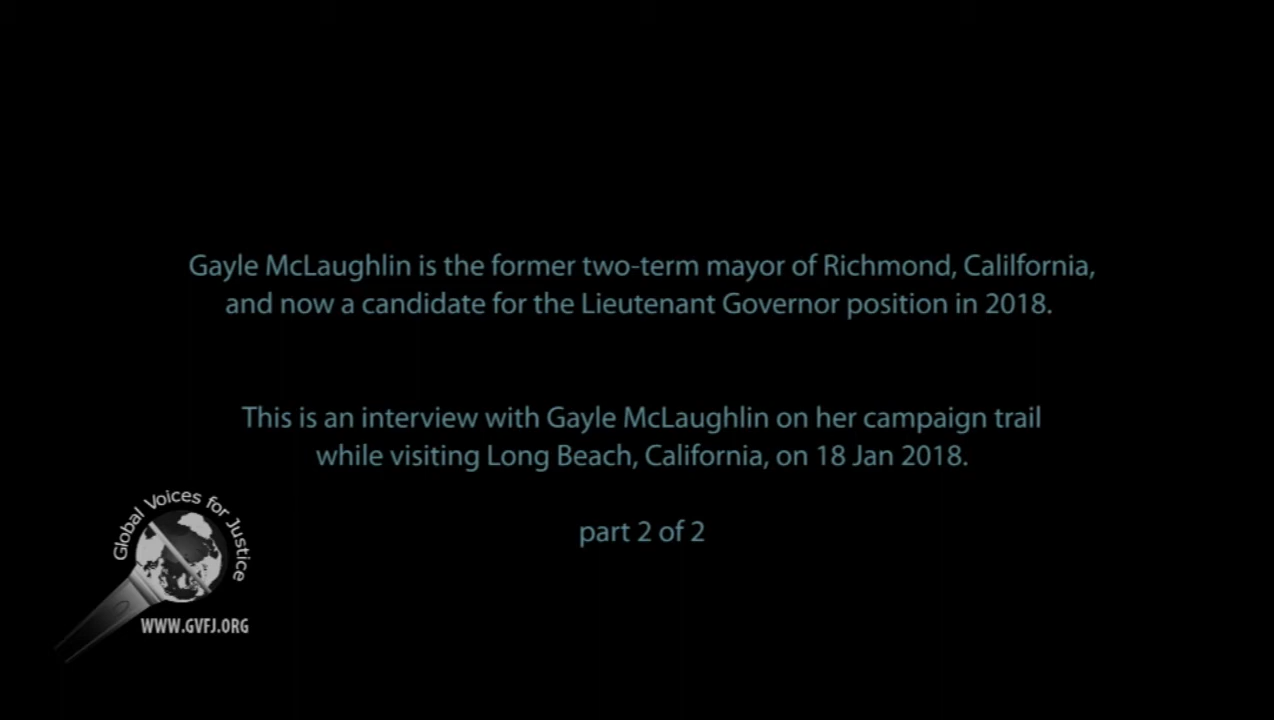 Gayle McLaughlin is the former two-term mayor of Richmond, Calilfornia,
and now a candidate for the Lieutenant Governor position in 2018.
This is an interview with Gayle McLaughlin on her campaign trail
while visiting Long Beach, California, on 18 Jan 2018.
part 2 of 2
Global Voices for Justice
WWW.GVFJ.ORG